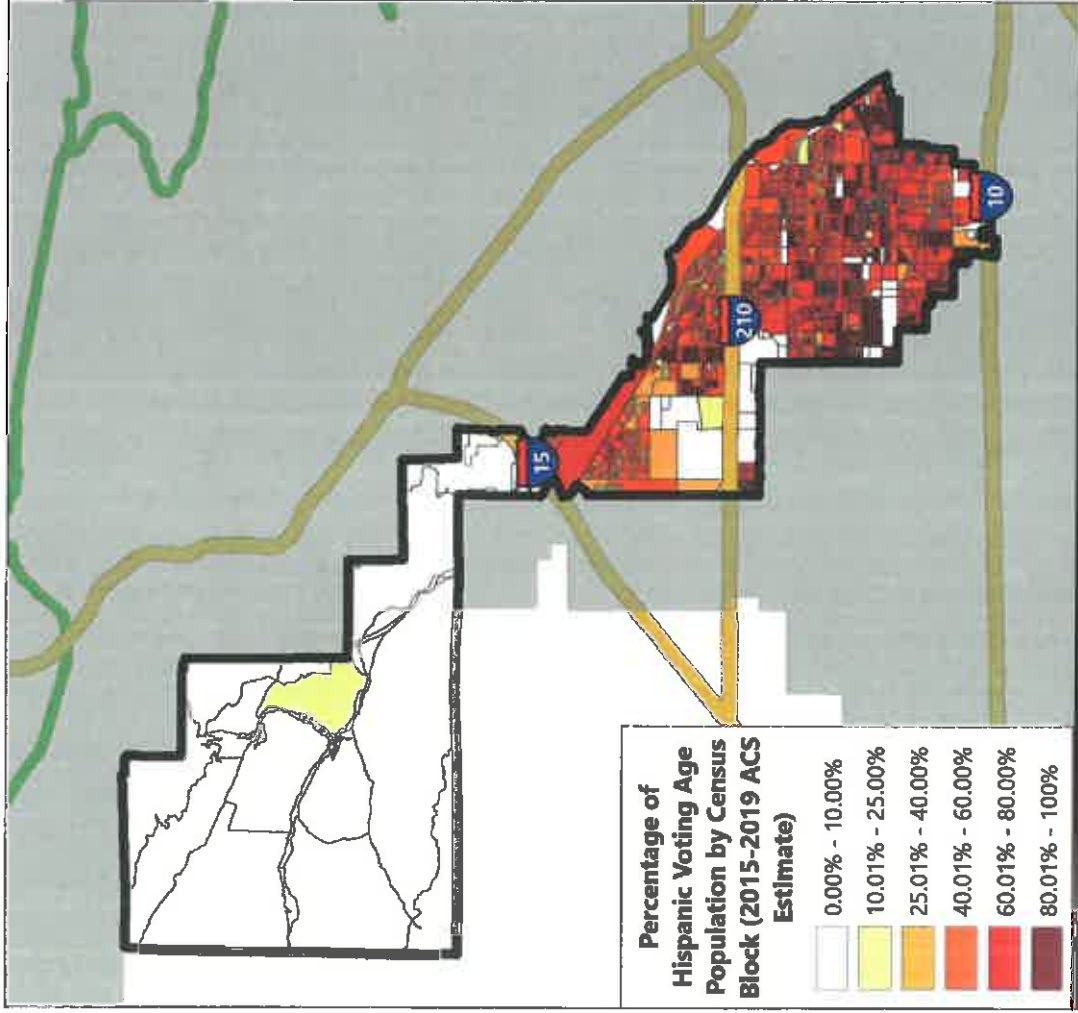 15
210
10
Percentage of
Hispanic Voting Age
Population by Census
Block (2015-2019 ACS
Estimate)
0.00% - 10.00%
10.01% - 25.00%
25.01% - 40.00%
40.01% - 60.00%
60.01% - 80.00%
80.01% - 100%